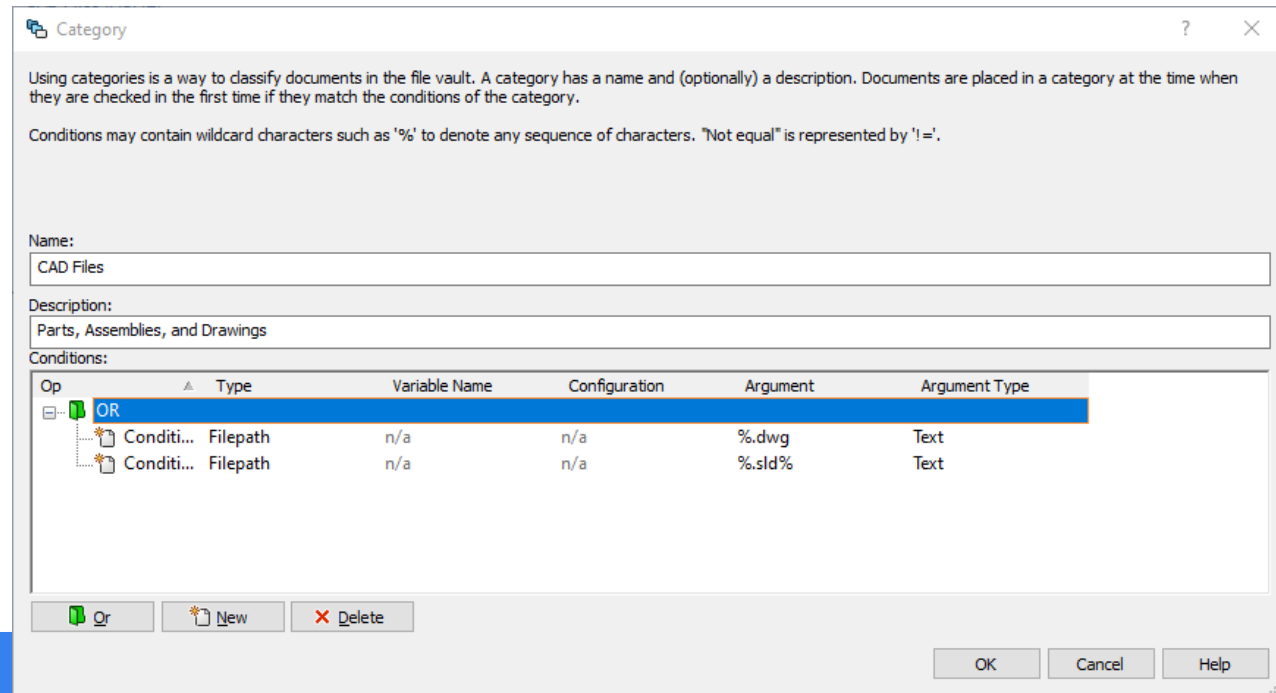 Category
?
Using categories is a way to classify documents in the file vault. A category has a name and (optionally) a description. Documents are placed in a category at the time when
they are checked in the first time if they match the conditions of the category.
Conditions may contain wildcard characters such as '%' to denote any sequence of characters. "Not equal" is represented by '!='.
Name:
CAD Files
Description:
Parts, Assemblies, and Drawings
Conditions:
Op Type Variable Name Configuration Argument Argument Type
OR
Conditi... Filepath n/a n/a %.dwg Text
Conditi... Filepath n/a n/a %.sld% Text
Or New Delete
OK Cancel Help